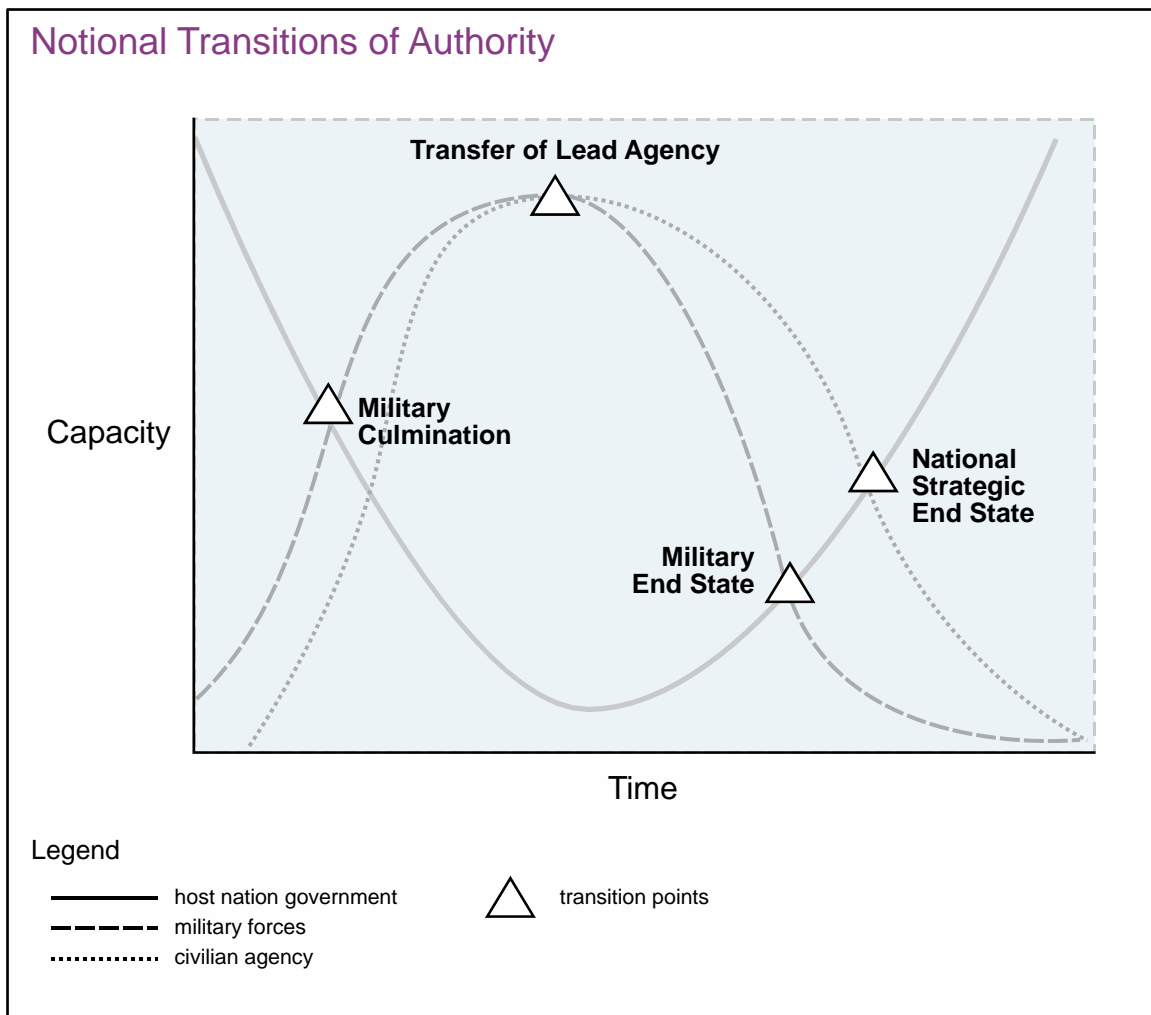 Notional Transitions of Authority
Transfer of Lead Agency
Military
Culmination
Capacity
National
Strategic
End State
Military
End State
Time
Legend
host nation government
transition points
military forces
civilian agency